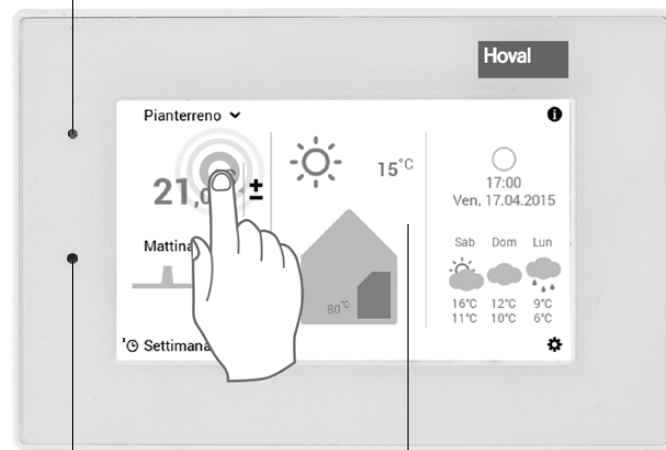 Hoval
Pianterreno
21,0
±
15°C
17:00
Ven, 17.04.2015
Mattina
Sab Dom Lun
80°C
16°C 12°C 9°C
11°C 10°C 6°C
Settimana